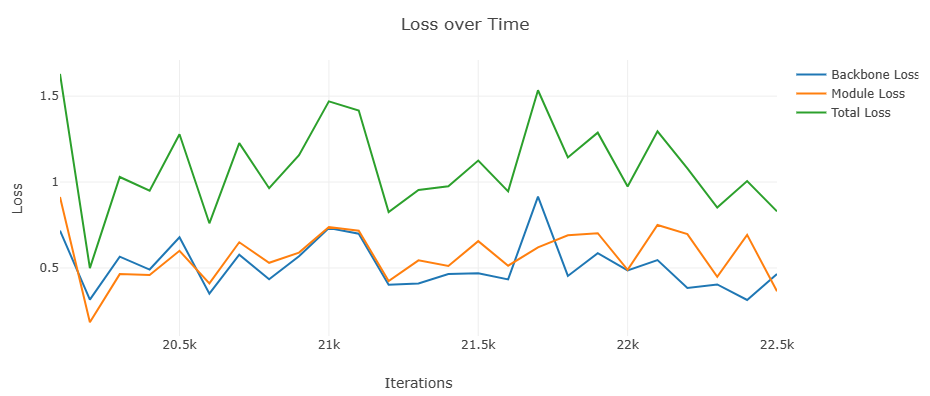 Loss over Time
1.5
1
0.5
Loss
20.5k
21k
21.5k
22k
22.5k
Iterations
Backbone Loss
Module Loss
Total Loss